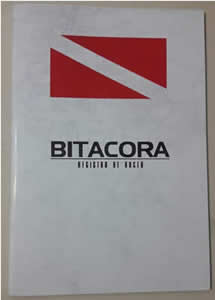 BITACORA
REGISTRO DE BUCEO